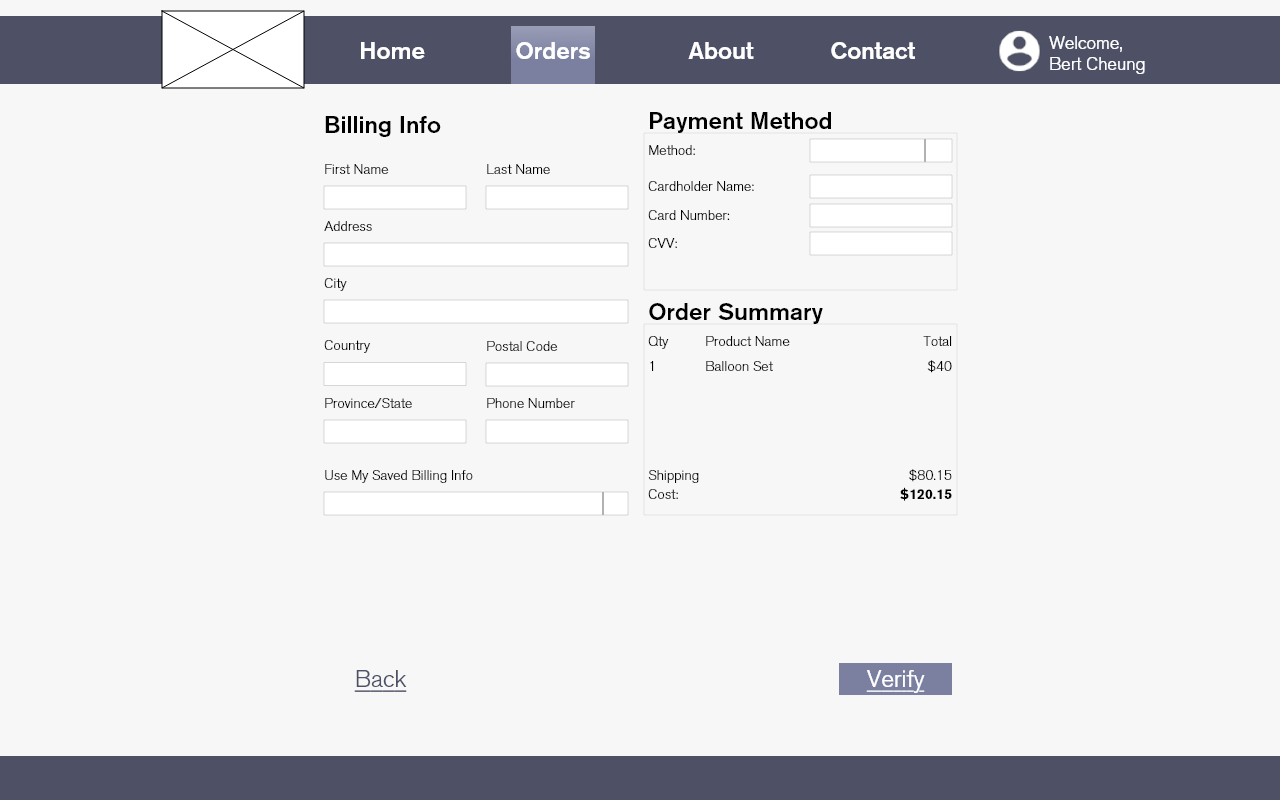 Home
Orders
About
Contact
Welcome,
Bert Cheung
Billing Info
First Name
Last Name
Address
City
Country
Postal Code
Province/State
Phone Number
Use My Saved Billing Info
Payment Method
Method:
Cardholder Name:
Card Number:
CVV:
Order Summary
Qty Product Name Total
1 Balloon Set $40
Shipping $80.15
Cost: $120.15
Back
Verify